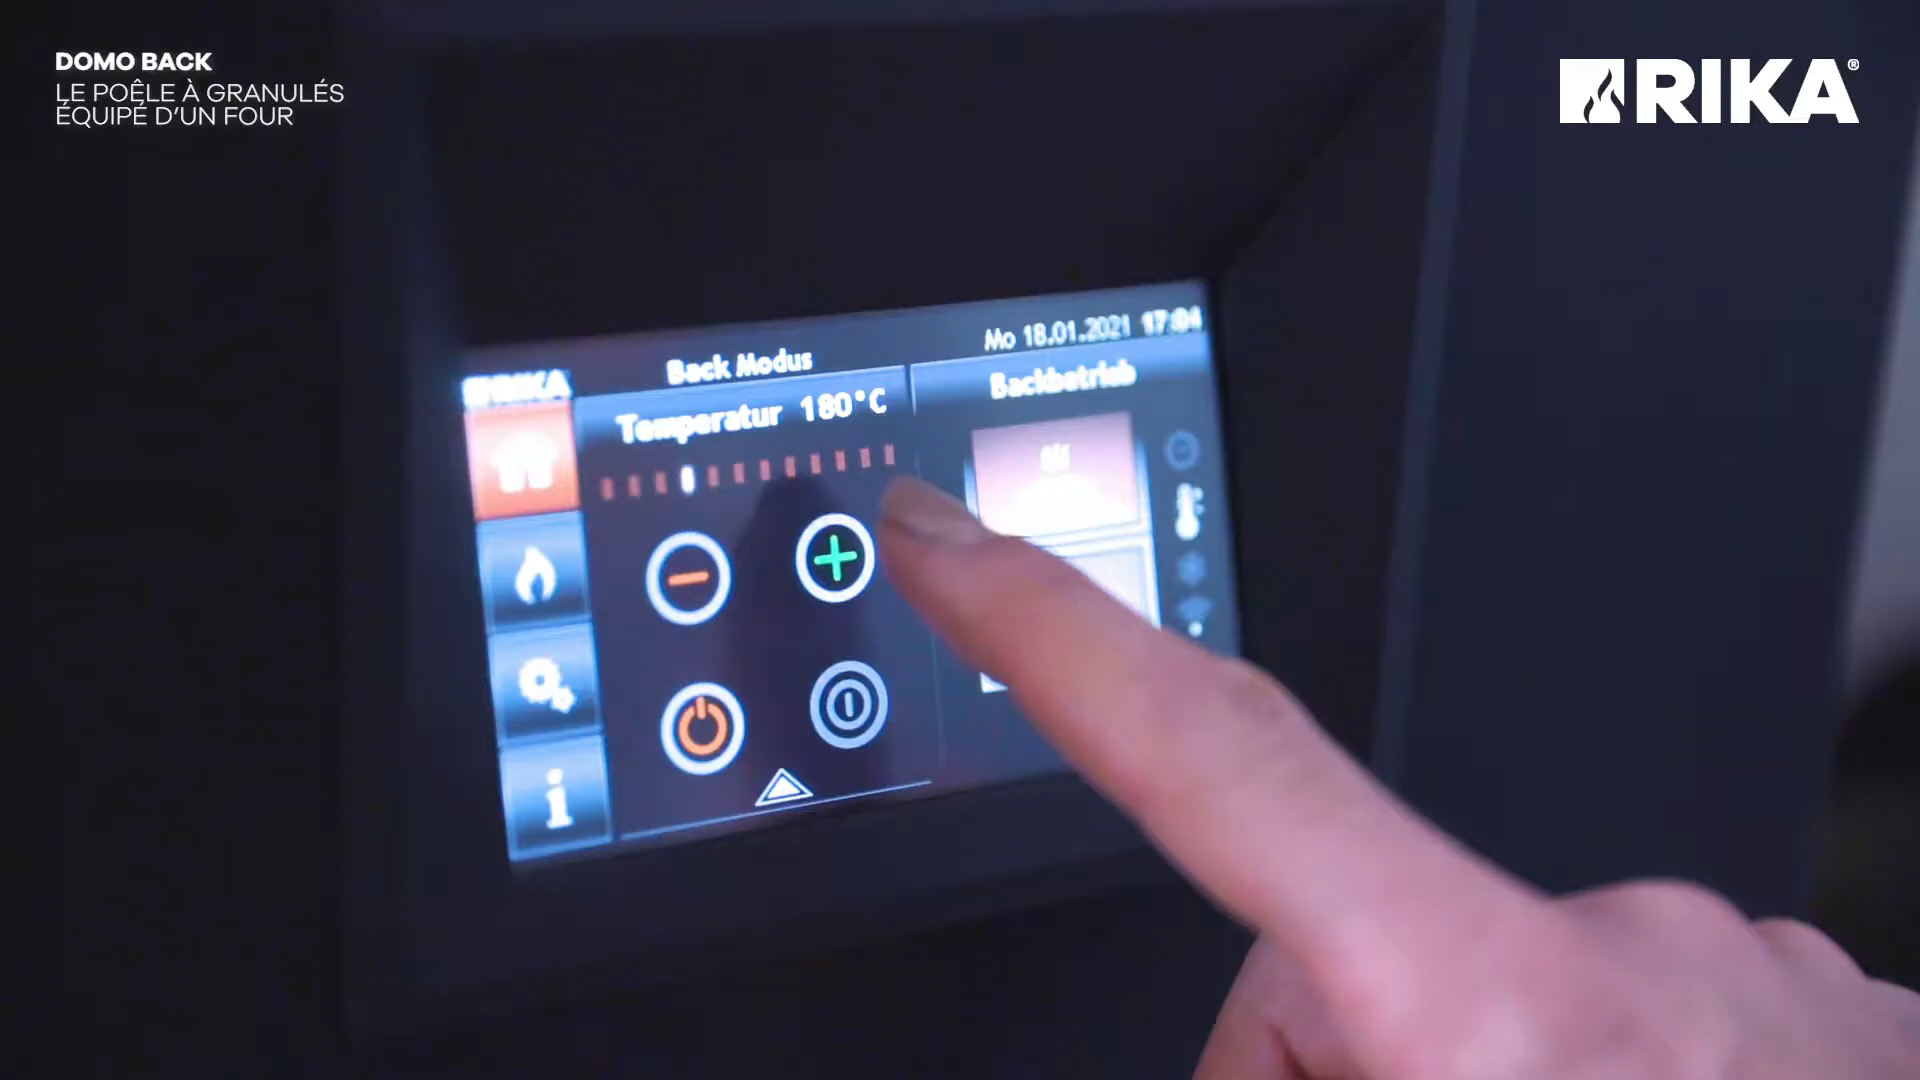 DOMO BACK
LE POÊLE À GRANULÉS
ÉQUIPÉ D'UN FOUR
RIKA®
Mo 18.01.2021 17:04
RIKA
Back Modus
Backbetrieb
Temperatur 180°C